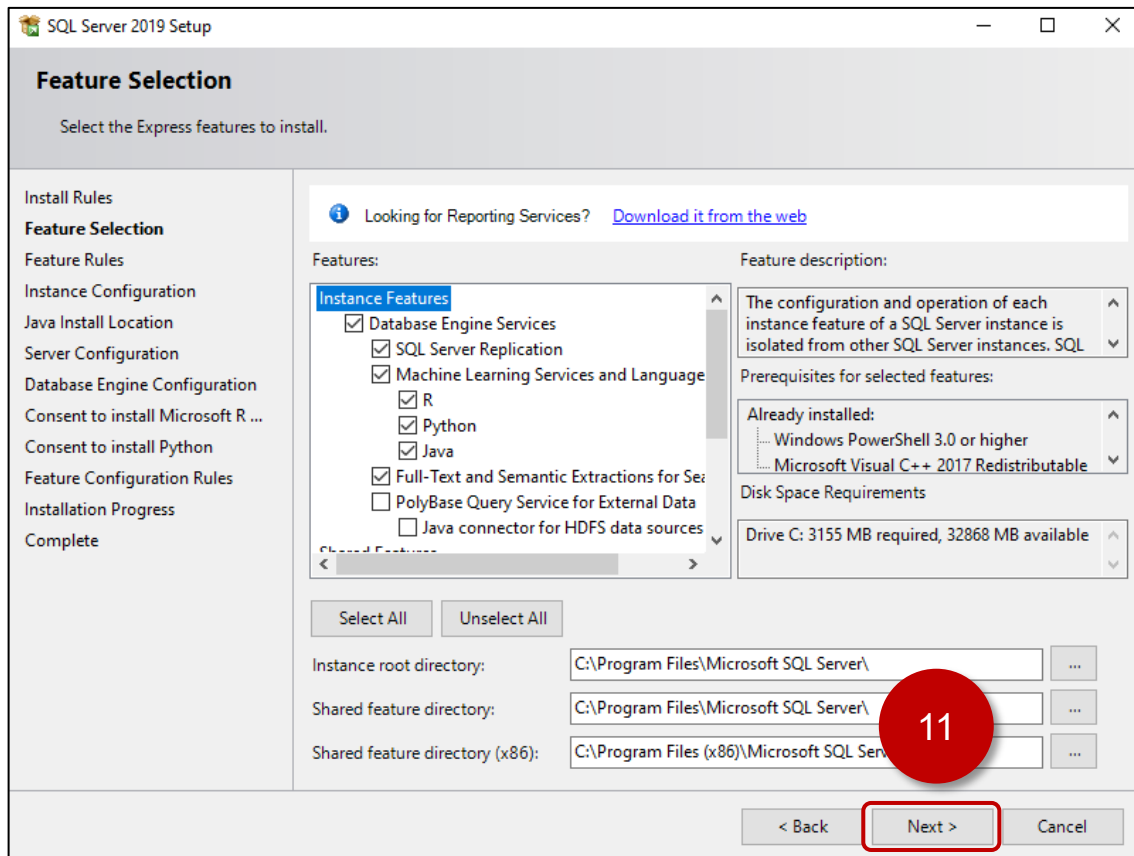 SQL Server 2019 Setup
Feature Selection
Select the Express features to install.
Install Rules
Feature Selection
Feature Rules
Instance Configuration
Java Install Location
Server Configuration
Database Engine Configuration
Consent to install Microsoft R ...
Consent to install Python
Feature Configuration Rules
Installation Progress
Complete
Looking for Reporting Services? Download it from the web
Features:
Instance Features
Database Engine Services
SQL Server Replication
Machine Learning Services and Language
R
Python
Java
Full-Text and Semantic Extractions for Sea
PolyBase Query Service for External Data
Java connector for HDFS data sources
Shared Features
Feature description:
The configuration and operation of each
instance feature of a SQL Server instance is
isolated from other SQL Server instances. SQL
Prerequisites for selected features:
Already installed:
Windows PowerShell 3.0 or higher
Microsoft Visual C++ 2017 Redistributable
Disk Space Requirements
Drive C: 3155 MB required, 32868 MB available
Select All
Unselect All
Instance root directory:
C:\Program Files\Microsoft SQL Server\
...
Shared feature directory:
C:\Program Files\Microsoft SQL Server\
...
Shared feature directory (x86):
C:\Program Files (x86)\Microsoft SQL Serv
...
11
< Back
Next >
Cancel